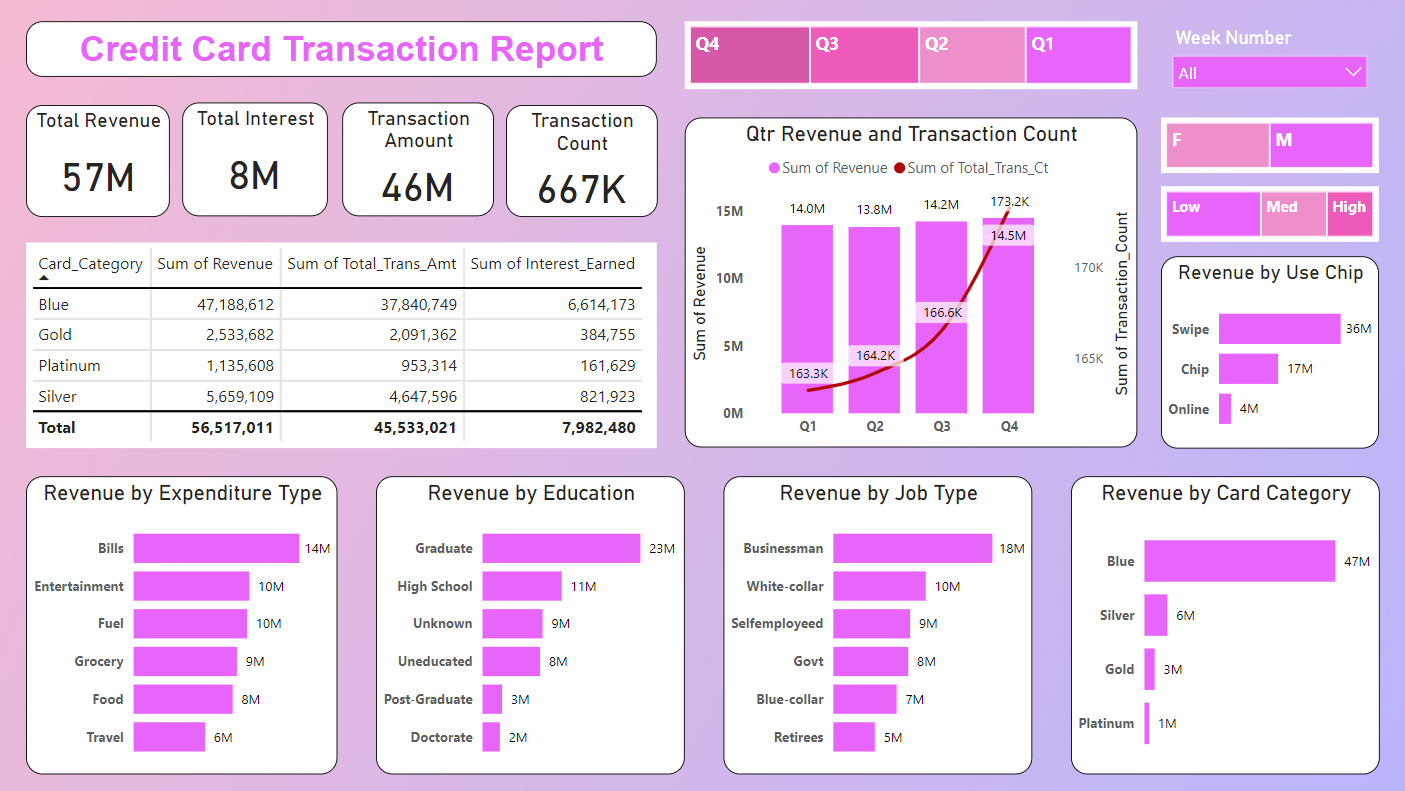 Credit Card Transaction Report
Q4 Q3 Q2 Q1
Week Number
All
Total Revenue
57M
Total Interest
8M
Transaction
Amount
46M
Transaction
Count
667K
F M
Low Med High
Card_Category Sum of Revenue Sum of Total_Trans_Amt Sum of Interest_Earned
Blue 47,188,612 37,840,749 6,614,173
Gold 2,533,682 2,091,362 384,755
Platinum 1,135,608 953,314 161,629
Silver 5,659,109 4,647,596 821,923
Total 56,517,011 45,533,021 7,982,480
Qtr Revenue and Transaction Count
Sum of Revenue Sum of Total_Trans_Ct
Sum of Revenue
15M
10M
5M
0M
14.0M 13.8M 14.2M 173.2K
14.5M
166.6K
164.2K
163.3K
Q1 Q2 Q3 Q4
170K
165K
Sum of Transaction_Count
Revenue by Use Chip
Swipe 36M
Chip 17M
Online 4M
Revenue by Expenditure Type
Bills 14M
Entertainment 10M
Fuel 10M
Grocery 9M
Food 8M
Travel 6M
Revenue by Education
Graduate 23M
High School 11M
Unknown 9M
Uneducated 8M
Post-Graduate 3M
Doctorate 2M
Revenue by Job Type
Businessman 18M
White-collar 10M
Selfemployeed 9M
Govt 8M
Blue-collar 7M
Retirees 5M
Revenue by Card Category
Blue 47M
Silver 6M
Gold 3M
Platinum 1M